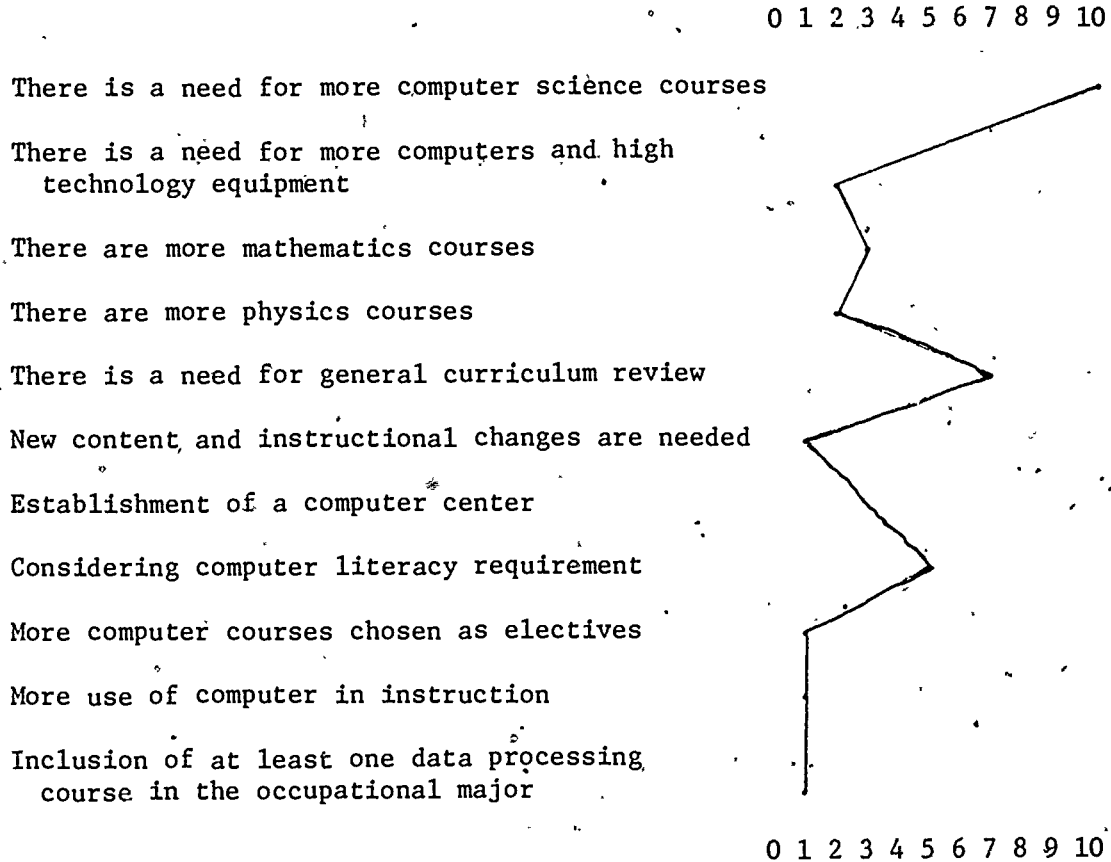 0 1 2 3 4 5 6 7 8 9 10
There is a need for more computer science courses
There is a need for more computers and high
technology equipment
There are more mathematics courses
There are more physics courses
There is a need for general curriculum review
New content and instructional changes are needed
Establishment of a computer center
Considering computer literacy requirement
More computer courses chosen as electives
More use of computer in instruction
Inclusion of at least one data processing
course in the occupational major
0 1 2 3 4 5 6 7 8 9 10